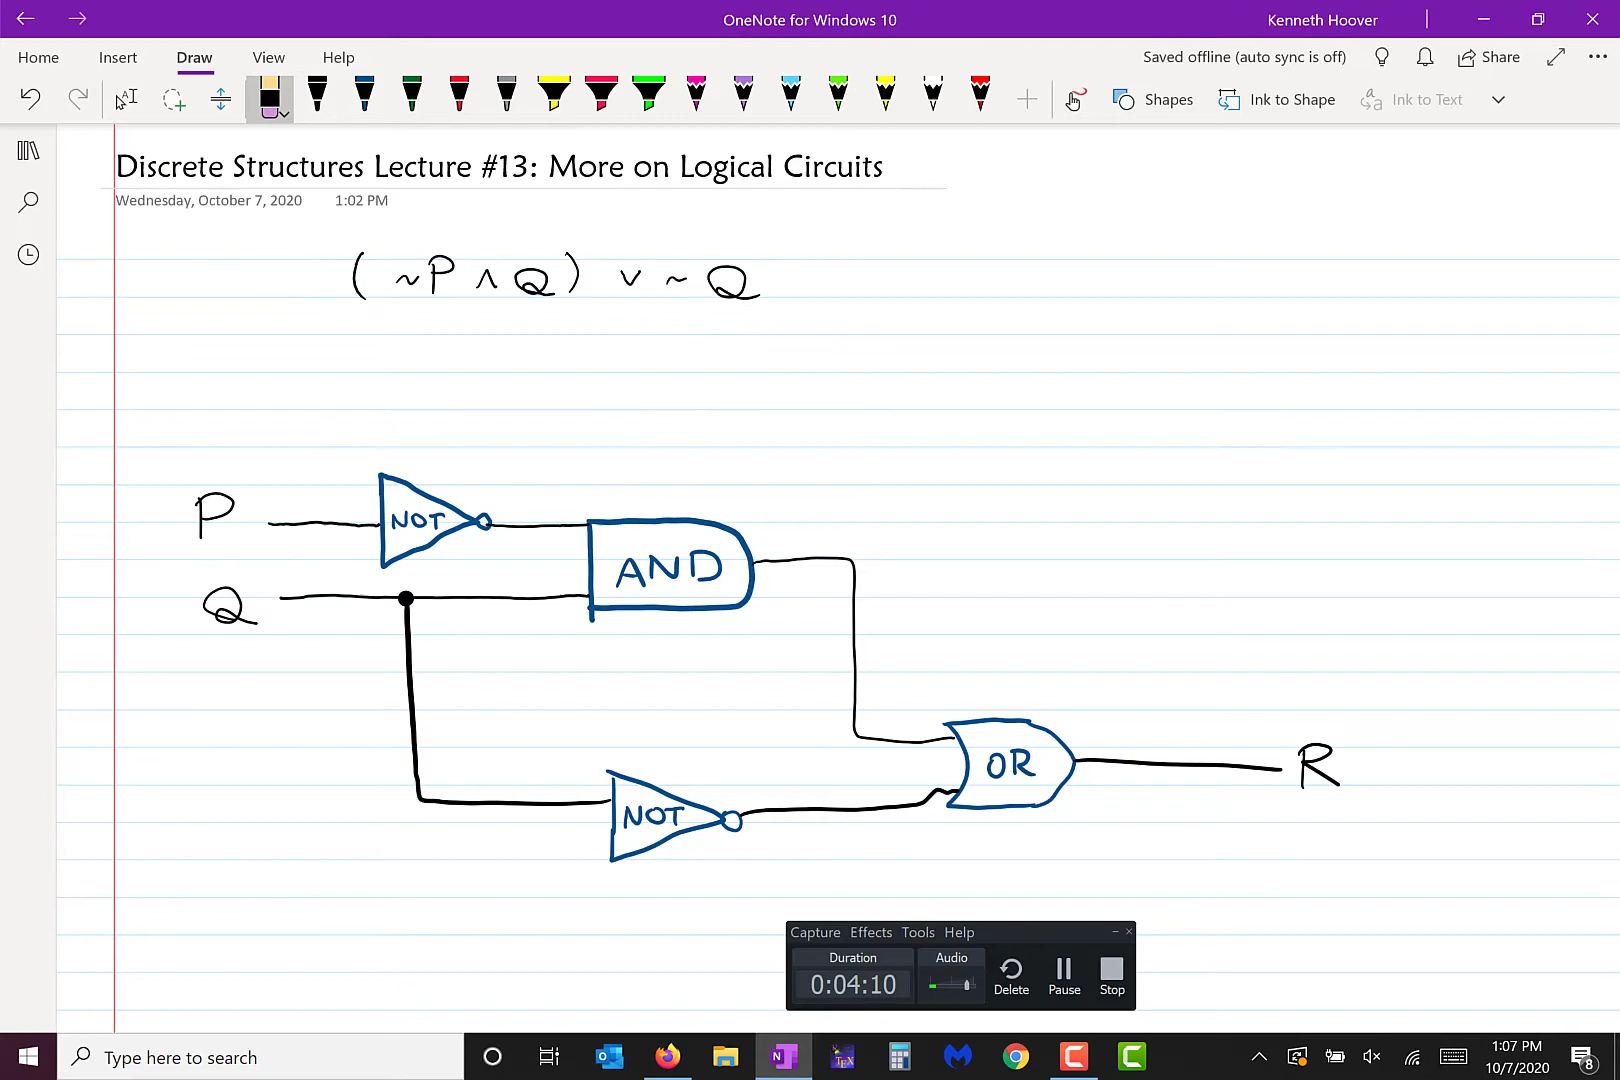 OneNote for Windows 10
Kenneth Hoover
Home Insert Draw View Help
Saved offline (auto sync is off) Share
Shapes Ink to Shape Ink to Text
Discrete Structures Lecture #13: More on Logical Circuits
Wednesday, October 7, 2020 1:02 PM
( ~P ∧ Q ) ∨ ~ Q
P
NOT
AND
Q
OR
R
NOT
Capture Effects Tools Help
Duration Audio
0:04:10
Delete Pause Stop
Type here to search
1:07 PM
10/7/2020
8